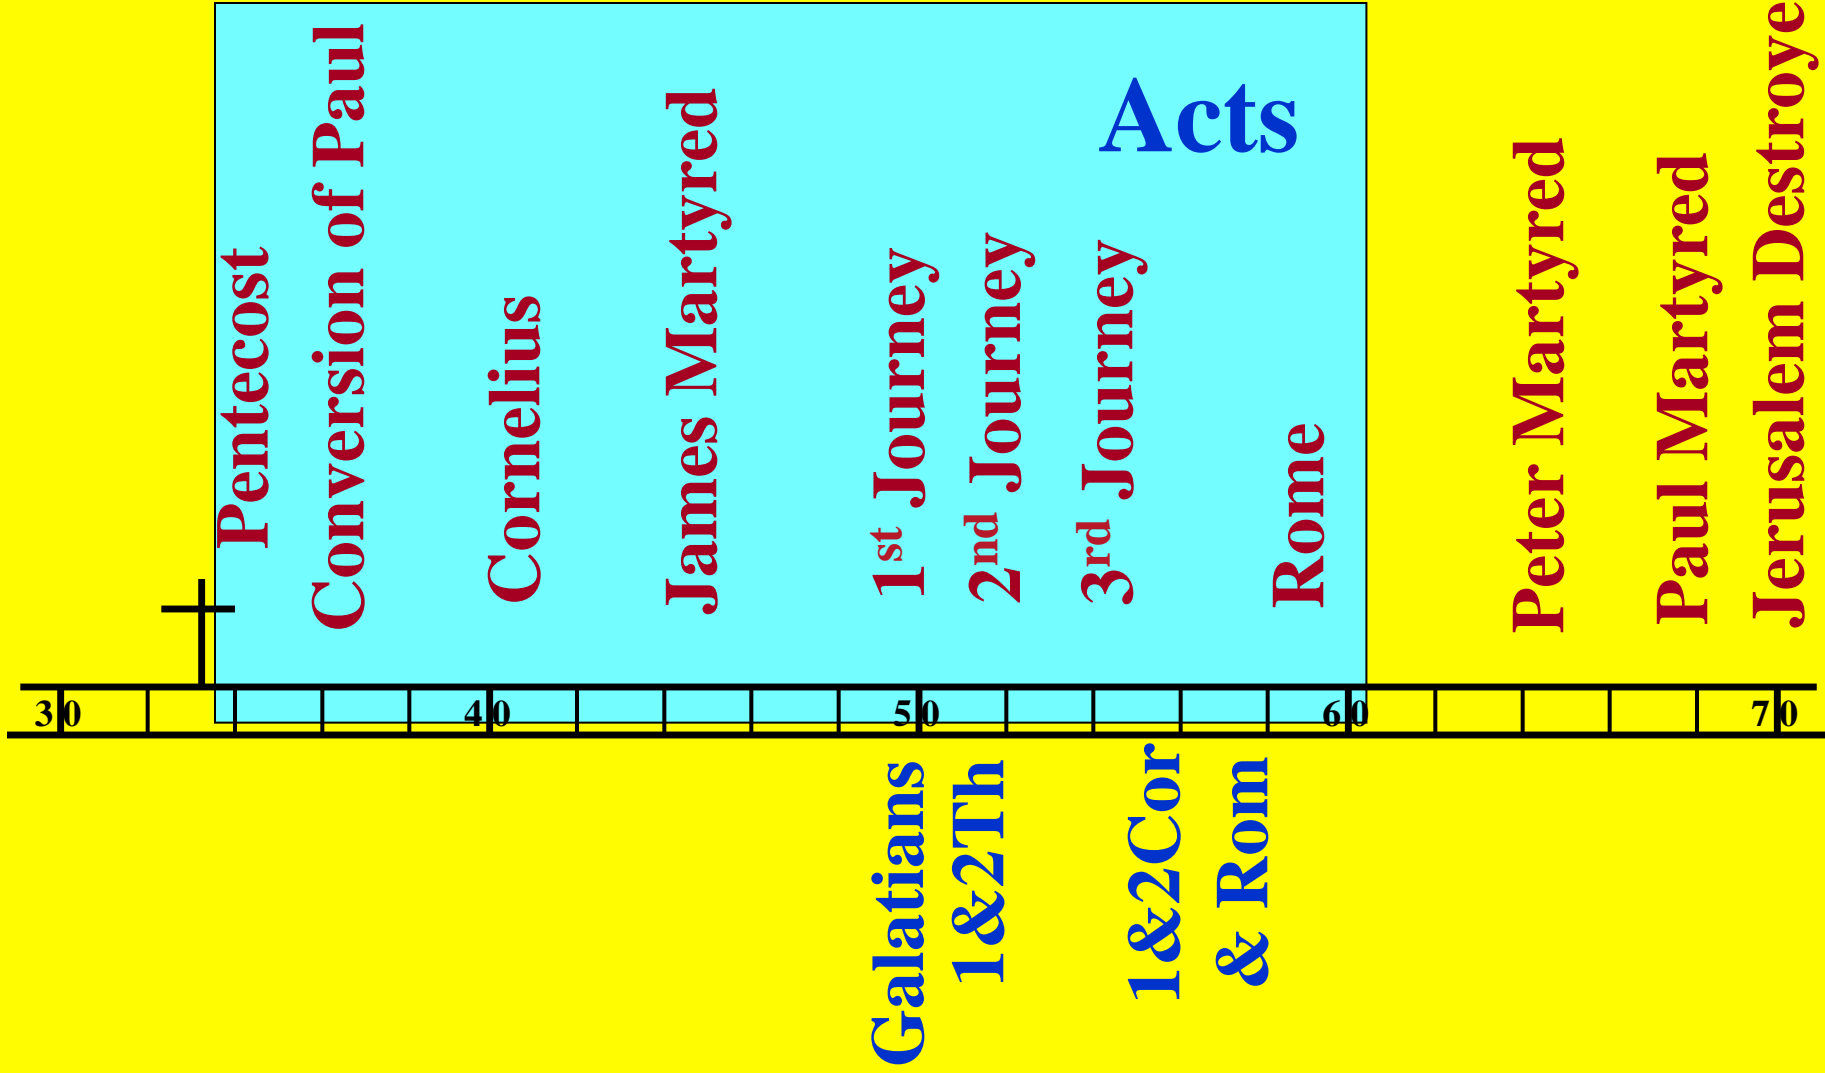 Acts
Pentecost
Conversion of Paul
Cornelius
James Martyred
1st Journey
2nd Journey
3rd Journey
Rome
Peter Martyred
Paul Martyred
Jerusalem Destroye
30
40
50
60
70
Galatians
1&2Th
1&2Cor
& Rom